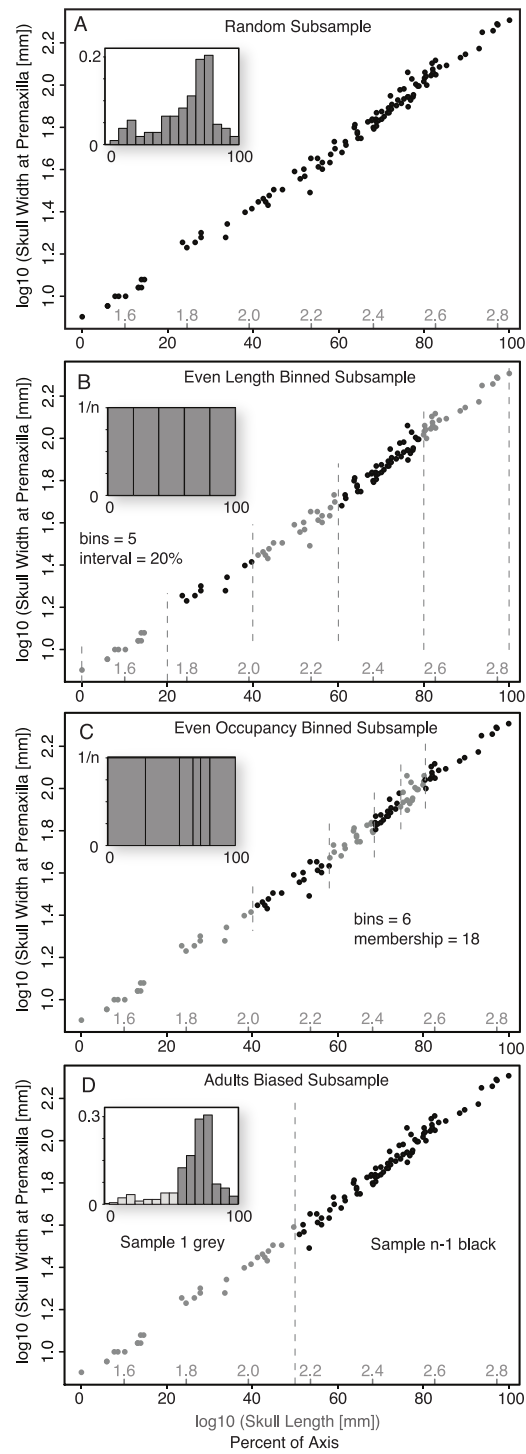 A
Random Subsample
0.2
0
0
100
log10 (Skull Width at Premaxilla [mm])
1.0 1.2 1.4 1.6 1.8 2.0 2.2
1.6 1.8 2.0 2.2 2.4 2.6 2.8
0 20 40 60 80 100
B
Even Length Binned Subsample
1/n
0
0
100
bins = 5
interval = 20%
log10 (Skull Width at Premaxilla [mm])
1.0 1.2 1.4 1.6 1.8 2.0 2.2
1.6 1.8 2.0 2.2 2.4 2.6 2.8
0 20 40 60 80 100
C
Even Occupancy Binned Subsample
1/n
0
0
100
bins = 6
membership = 18
log10 (Skull Width at Premaxilla [mm])
1.0 1.2 1.4 1.6 1.8 2.0 2.2
1.6 1.8 2.0 2.2 2.4 2.6 2.8
0 20 40 60 80 100
D
Adults Biased Subsample
0.3
0
0
100
Sample 1 grey
Sample n-1 black
log10 (Skull Width at Premaxilla [mm])
1.0 1.2 1.4 1.6 1.8 2.0 2.2
1.6 1.8 2.0 2.2 2.4 2.6 2.8
0 20 40 60 80 100
log10 (Skull Length [mm])
Percent of Axis